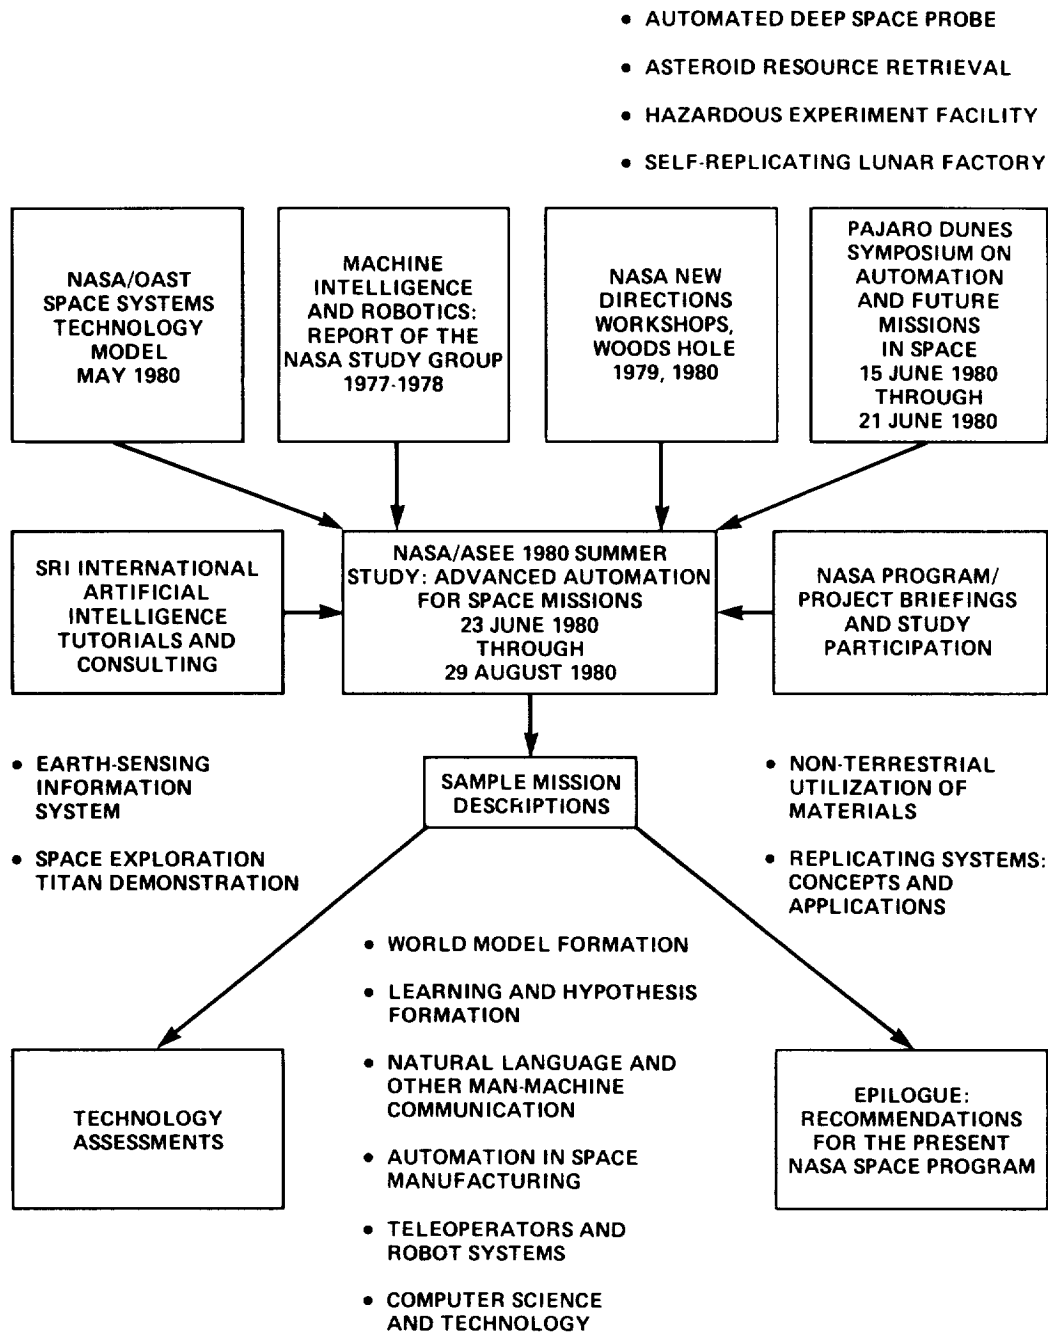 • AUTOMATED DEEP SPACE PROBE
• ASTEROID RESOURCE RETRIEVAL
• HAZARDOUS EXPERIMENT FACILITY
• SELF-REPLICATING LUNAR FACTORY
NASA/OAST
SPACE SYSTEMS
TECHNOLOGY
MODEL
MAY 1980
MACHINE
INTELLIGENCE
AND ROBOTICS:
REPORT OF THE
NASA STUDY GROUP
1977-1978
NASA NEW
DIRECTIONS
WORKSHOPS,
WOODS HOLE
1979, 1980
PAJARO DUNES
SYMPOSIUM ON
AUTOMATION
AND FUTURE
MISSIONS
IN SPACE
15 JUNE 1980
THROUGH
21 JUNE 1980
SRI INTERNATIONAL
ARTIFICIAL
INTELLIGENCE
TUTORIALS AND
CONSULTING
NASA/ASEE 1980 SUMMER
STUDY: ADVANCED AUTOMATION
FOR SPACE MISSIONS
23 JUNE 1980
THROUGH
29 AUGUST 1980
NASA PROGRAM/
PROJECT BRIEFINGS
AND STUDY
PARTICIPATION
• EARTH-SENSING
INFORMATION
SYSTEM
• SPACE EXPLORATION
TITAN DEMONSTRATION
SAMPLE MISSION
DESCRIPTIONS
• NON-TERRESTRIAL
UTILIZATION OF
MATERIALS
• REPLICATING SYSTEMS:
CONCEPTS AND
APPLICATIONS
• WORLD MODEL FORMATION
• LEARNING AND HYPOTHESIS
FORMATION
• NATURAL LANGUAGE AND
OTHER MAN-MACHINE
COMMUNICATION
• AUTOMATION IN SPACE
MANUFACTURING
• TELEOPERATORS AND
ROBOT SYSTEMS
• COMPUTER SCIENCE
AND TECHNOLOGY
TECHNOLOGY
ASSESSMENTS
EPILOGUE:
RECOMMENDATIONS
FOR THE PRESENT
NASA SPACE PROGRAM